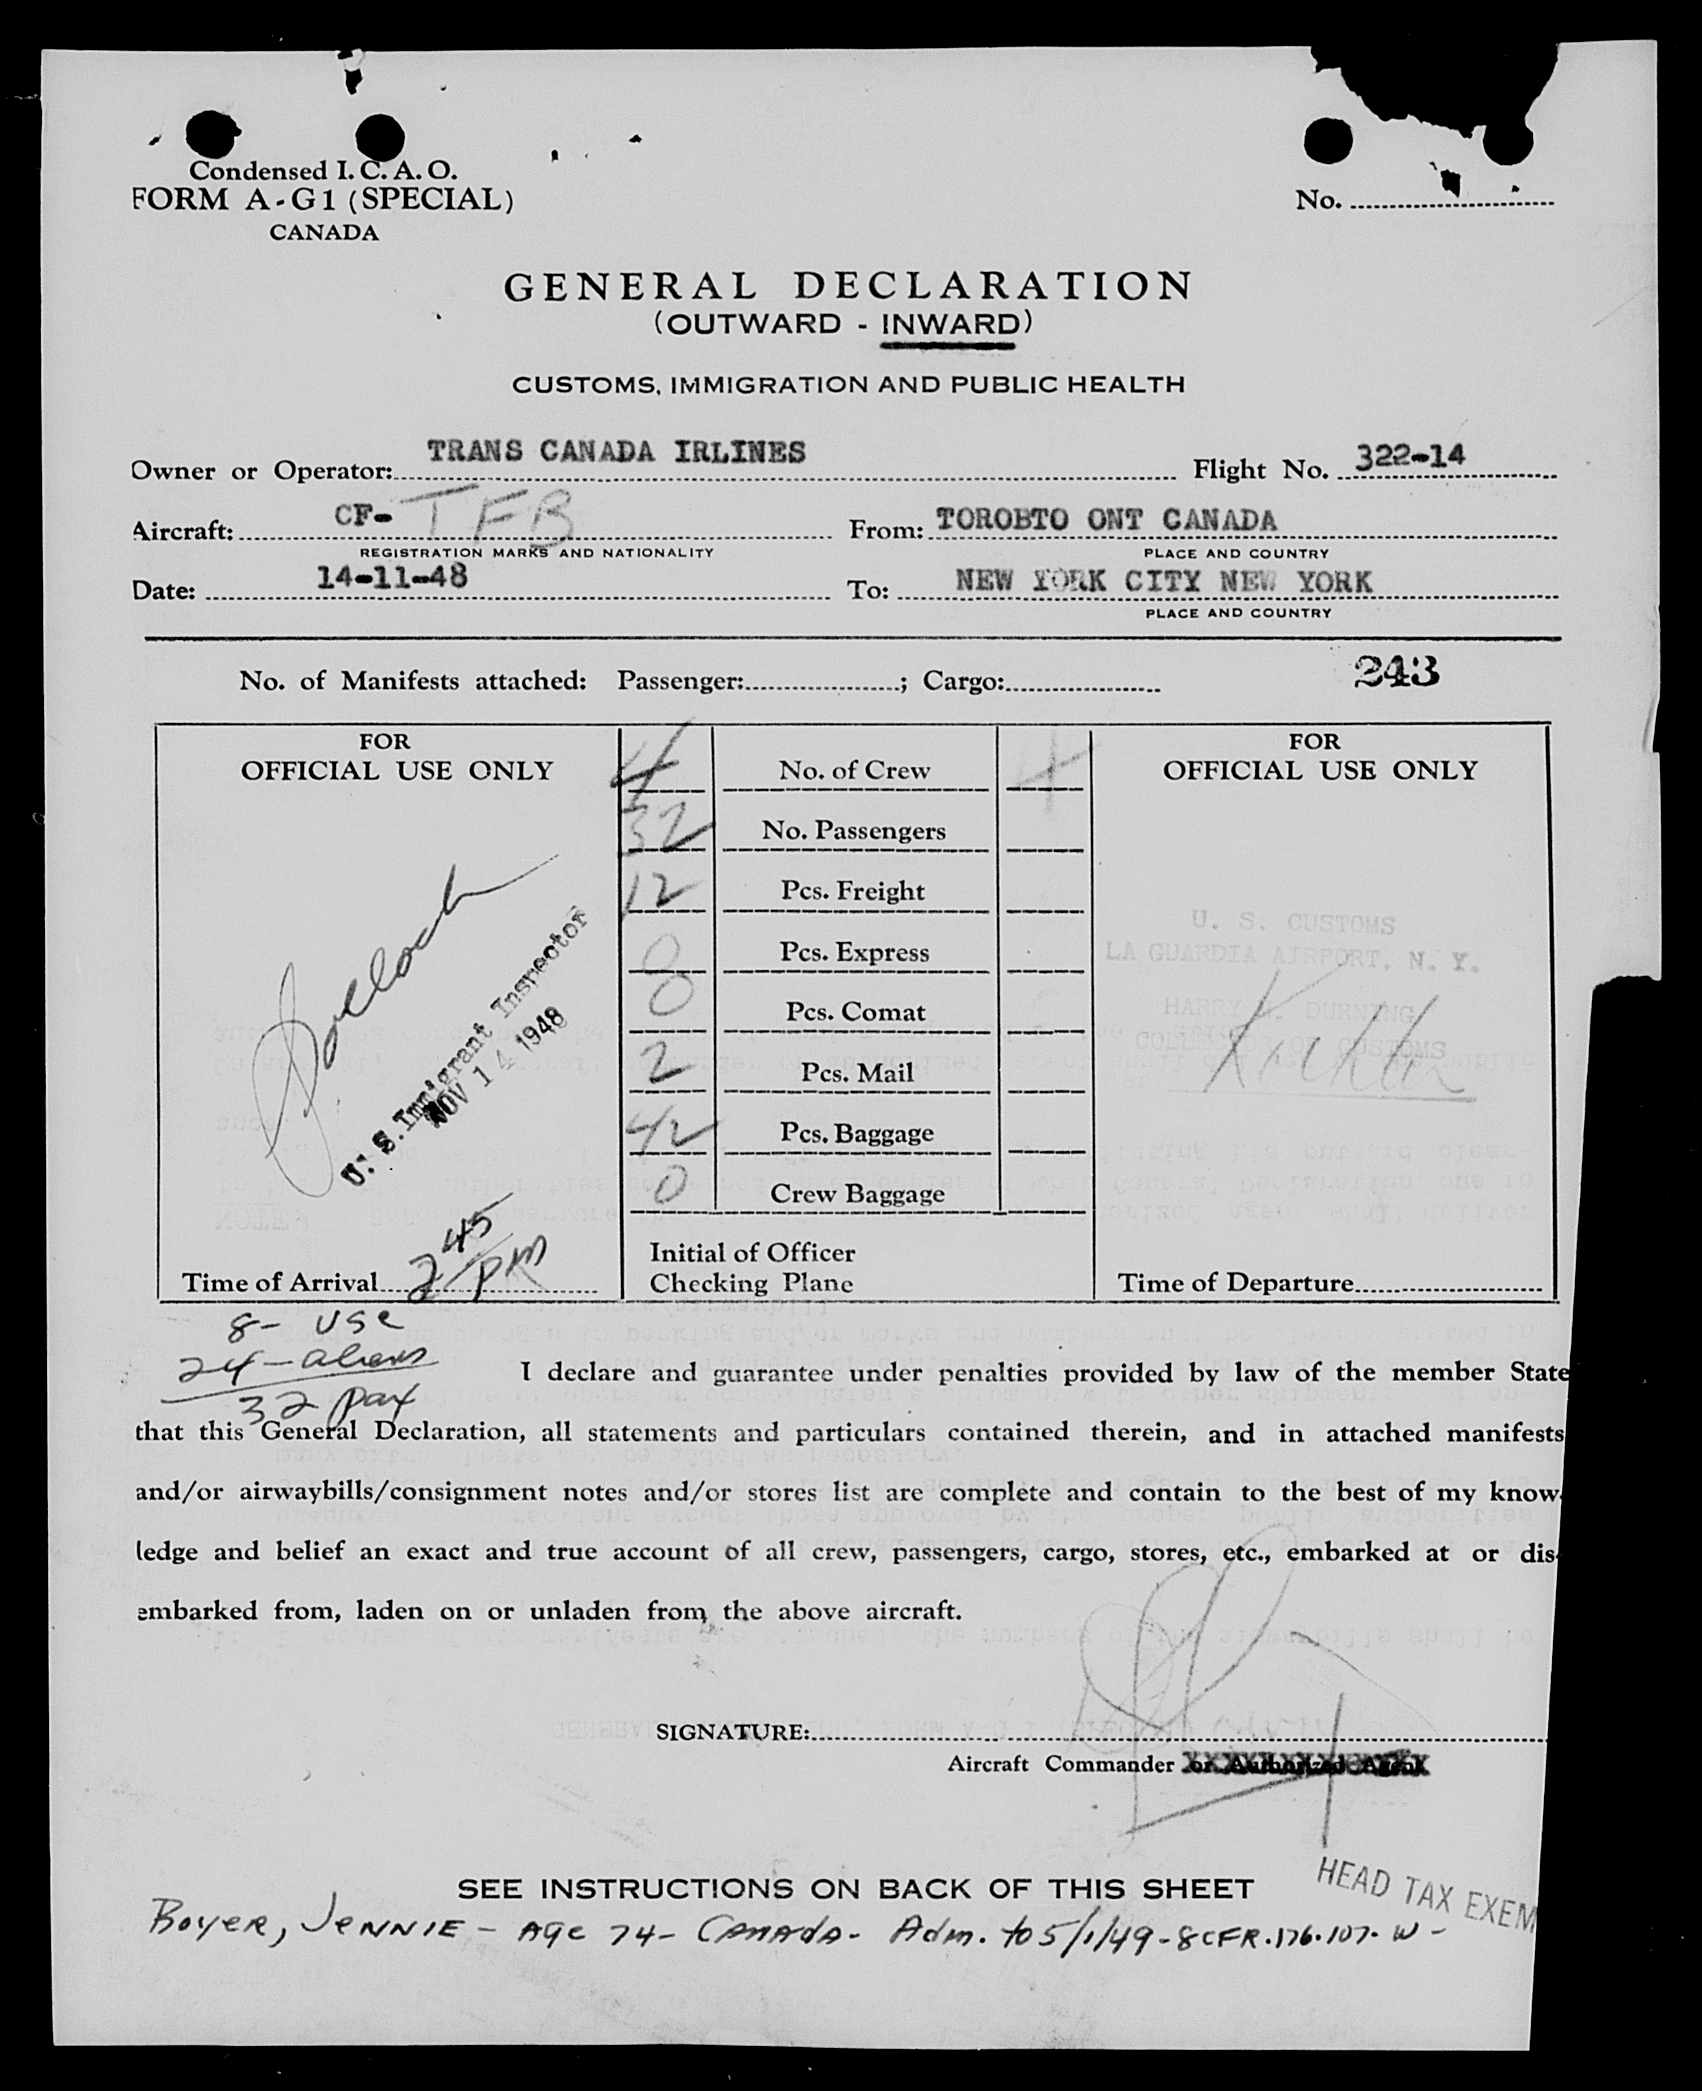 Condensed I. C. A. O.
FORM A-G1 (SPECIAL)
CANADA
No.
GENERAL DECLARATION
(OUTWARD - INWARD)
CUSTOMS, IMMIGRATION AND PUBLIC HEALTH
Owner or Operator: TRANS CANADA IRLINES Flight No. 322-14
Aircraft: CF-TFB From: TOROBTO ONT CANADA
REGISTRATION MARKS AND NATIONALITY PLACE AND COUNTRY
Date: 14-11-48 To: NEW YORK CITY NEW YORK
PLACE AND COUNTRY
No. of Manifests attached: Passenger: ; Cargo: 243
FOR
OFFICIAL USE ONLY
U. S. Immigrant Inspector
NOV 14 1948
Time of Arrival 2 45 PM
4 No. of Crew 4
32 No. Passengers
12 Pcs. Freight
8 Pcs. Express
Pcs. Comat
2 Pcs. Mail
42 Pcs. Baggage
0 Crew Baggage
Initial of Officer
Checking Plane
FOR
OFFICIAL USE ONLY
U. S. CUSTOMS
LA GUARDIA AIRPORT, N. Y.
HARRY M. DURNING
COLLECTOR OF CUSTOMS
Time of Departure
8- USC
24-aliens
32 pax
I declare and guarantee under penalties provided by law of the member State
that this General Declaration, all statements and particulars contained therein, and in attached manifests
and/or airwaybills/consignment notes and/or stores list are complete and contain to the best of my know-
ledge and belief an exact and true account of all crew, passengers, cargo, stores, etc., embarked at or dis-
embarked from, laden on or unladen from, the above aircraft.
SIGNATURE:
Aircraft Commander or Authorized Agent
SEE INSTRUCTIONS ON BACK OF THIS SHEET
HEAD TAX EXEM
BOYER, JENNIE - AGE 74 - CANADA - Adm. to 5/1/49 - 8CFR.176.107. W -